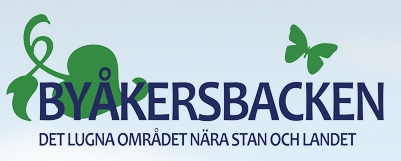 BYÅKERSBACKEN
DET LUGNA OMRÅDET NÄRA STAN OCH LANDET